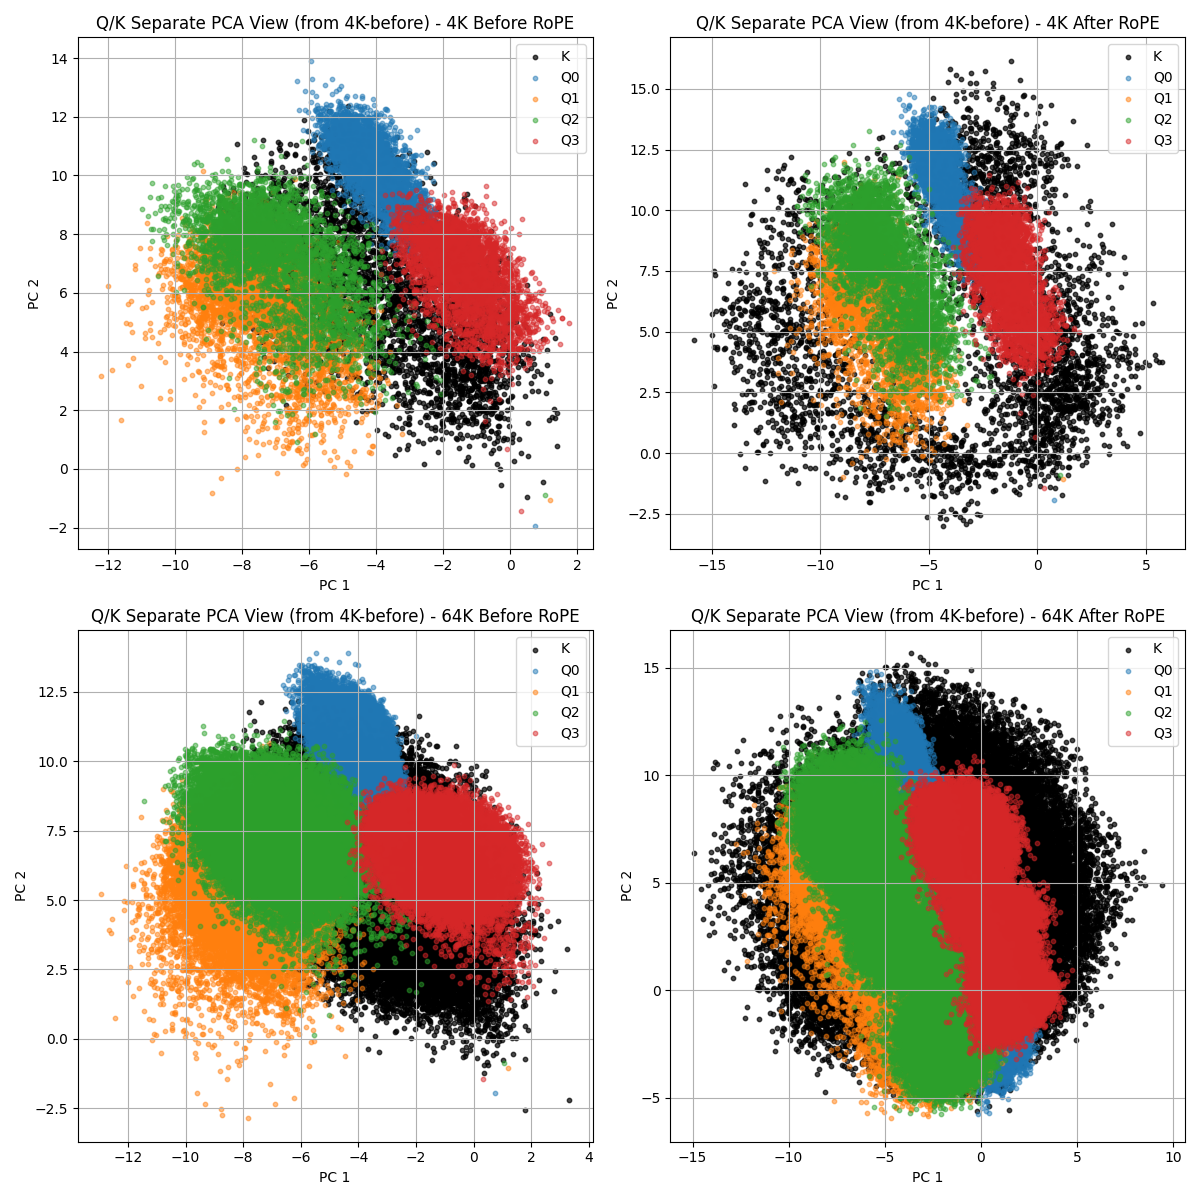 Q/K Separate PCA View (from 4K-before) - 4K Before RoPE
14
12
10
8
6
4
2
0
−2
PC 2
−12
−10
−8
−6
−4
−2
0
2
PC 1
K
Q0
Q1
Q2
Q3
Q/K Separate PCA View (from 4K-before) - 4K After RoPE
15.0
12.5
10.0
7.5
5.0
2.5
0.0
−2.5
PC 2
−15
−10
−5
0
5
PC 1
K
Q0
Q1
Q2
Q3
Q/K Separate PCA View (from 4K-before) - 64K Before RoPE
12.5
10.0
7.5
5.0
2.5
0.0
−2.5
PC 2
−12
−10
−8
−6
−4
−2
0
2
4
PC 1
K
Q0
Q1
Q2
Q3
Q/K Separate PCA View (from 4K-before) - 64K After RoPE
15
10
5
0
−5
PC 2
−15
−10
−5
0
5
10
PC 1
K
Q0
Q1
Q2
Q3